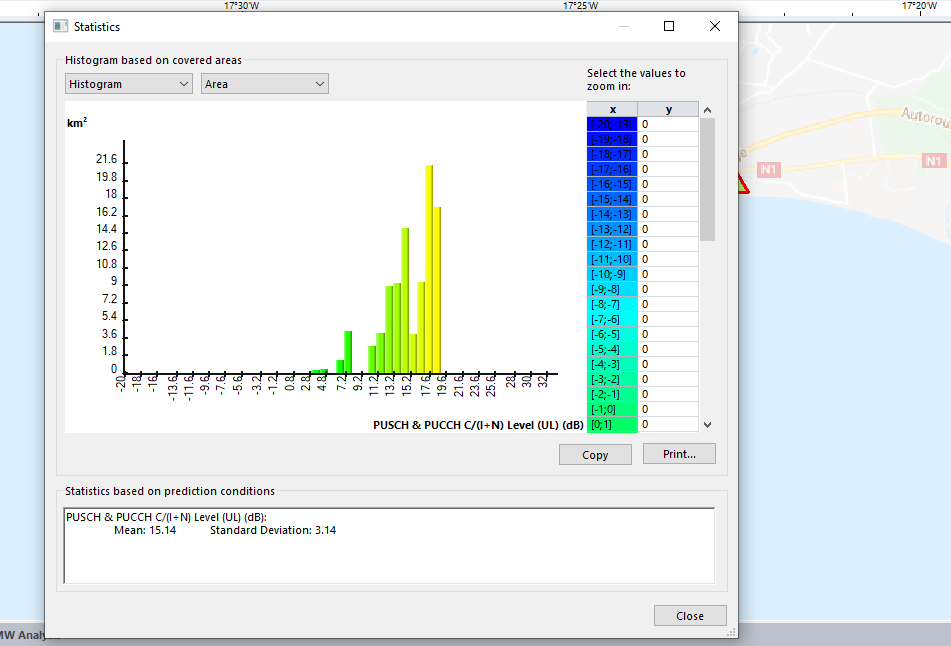 17°30'W 17°25'W 17°20'W
Statistics
Histogram based on covered areas
Histogram Area
Select the values to
zoom in:
km²
21.6
19.8
18
16.2
14.4
12.6
10.8
9
7.2
5.4
3.6
1.8
0
-20 -18 -16 -13.6 -11.6 -9.6 -7.6 -5.6 -3.2 -1.2 0.8 2.8 4.8 7.2 9.2 11.2 13.2 15.2 17.6 19.6 21.6 23.6 25.6 28 30 32
PUSCH & PUCCH C/(I+N) Level (UL) (dB)
x y
[-20;-19] 0
[-19;-18] 0
[-18;-17] 0
[-17;-16] 0
[-16;-15] 0
[-15;-14] 0
[-14;-13] 0
[-13;-12] 0
[-12;-11] 0
[-11;-10] 0
[-10;-9] 0
[-9;-8] 0
[-8;-7] 0
[-7;-6] 0
[-6;-5] 0
[-5;-4] 0
[-4;-3] 0
[-3;-2] 0
[-2;-1] 0
[-1;0] 0
[0;1] 0
Copy Print...
Statistics based on prediction conditions
PUSCH & PUCCH C/(I+N) Level (UL) (dB):
Mean: 15.14 Standard Deviation: 3.14
Close
Autorou
N1
N1
MW Analy